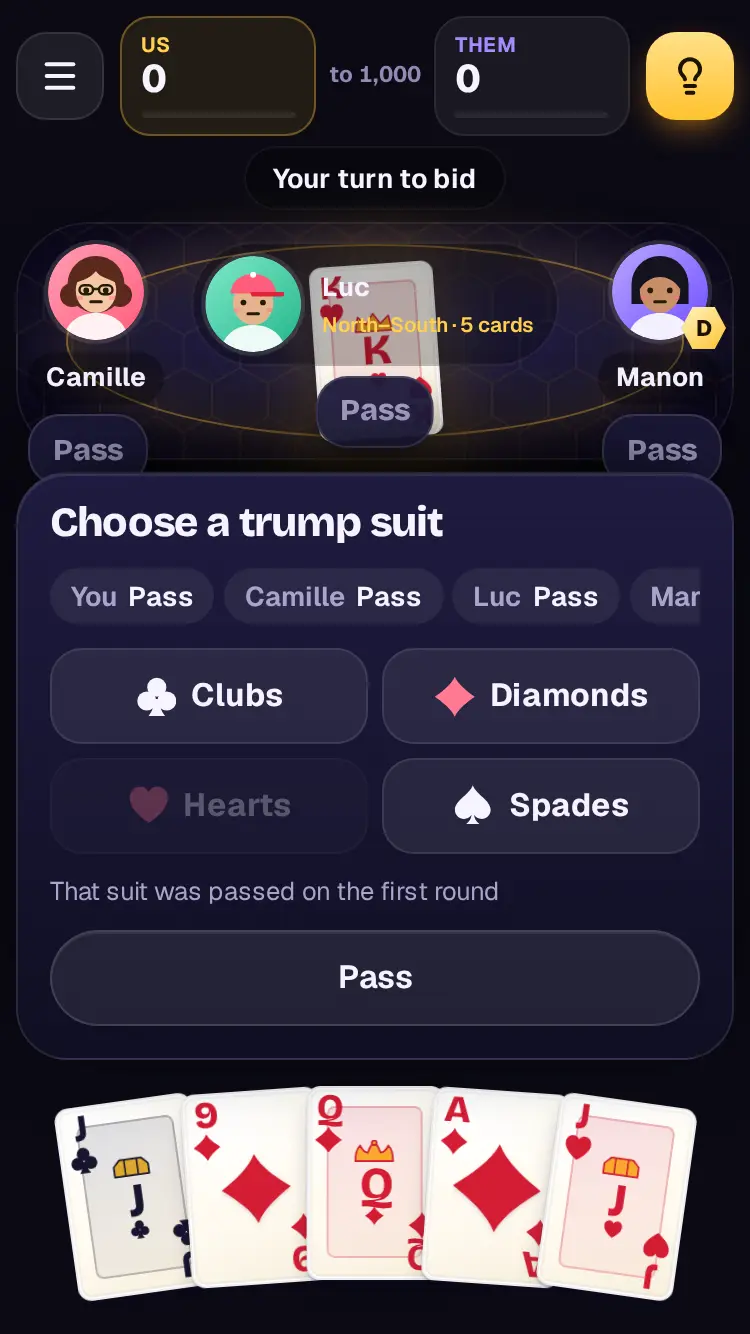 US
0
to 1,000
THEM
0
Your turn to bid
Luc
North–South · 5 cards
K
K
D
Camille
Manon
Pass
Pass
Pass
Choose a trump suit
You Pass
Camille Pass
Luc Pass
Mar
Clubs
Diamonds
Hearts
Spades
That suit was passed on the first round
Pass
J
J
J
9
9
Q
Q
Q
A
A
J
J
J